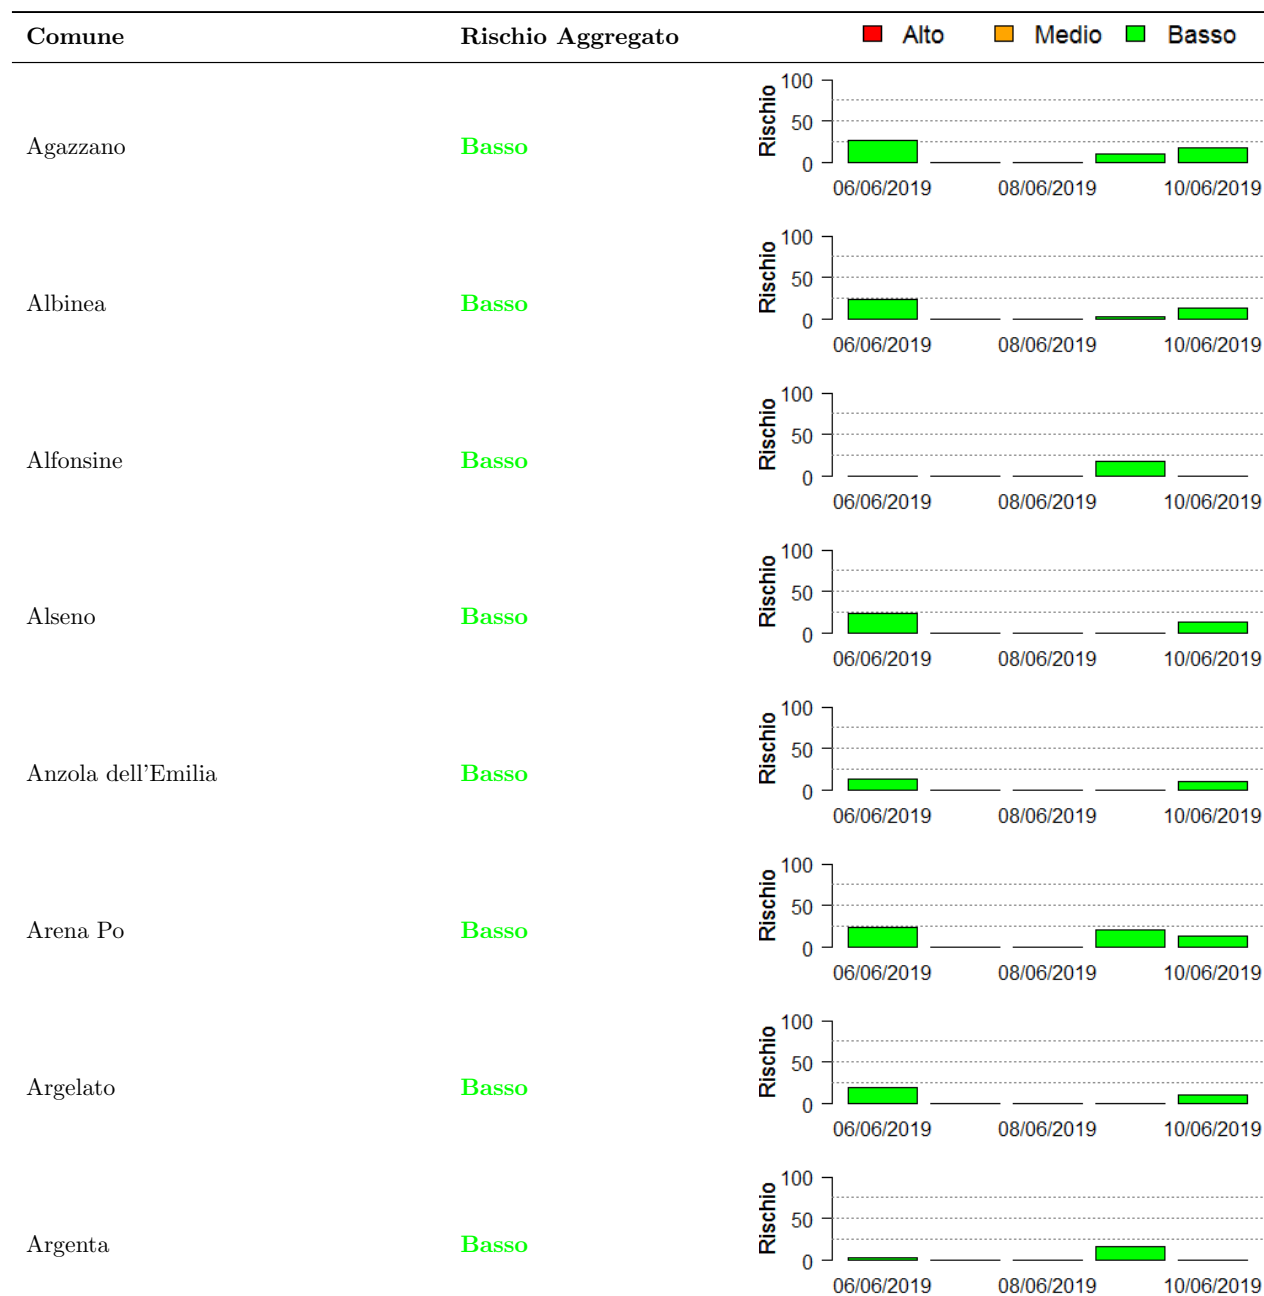 Comune Rischio Aggregato Alto Medio Basso
Agazzano Basso Rischio 100 50 0
06/06/2019 08/06/2019 10/06/2019
Albinea Basso Rischio 100 50 0
06/06/2019 08/06/2019 10/06/2019
Alfonsine Basso Rischio 100 50 0
06/06/2019 08/06/2019 10/06/2019
Alseno Basso Rischio 100 50 0
06/06/2019 08/06/2019 10/06/2019
Anzola dell'Emilia Basso Rischio 100 50 0
06/06/2019 08/06/2019 10/06/2019
Arena Po Basso Rischio 100 50 0
06/06/2019 08/06/2019 10/06/2019
Argelato Basso Rischio 100 50 0
06/06/2019 08/06/2019 10/06/2019
Argenta Basso Rischio 100 50 0
06/06/2019 08/06/2019 10/06/2019